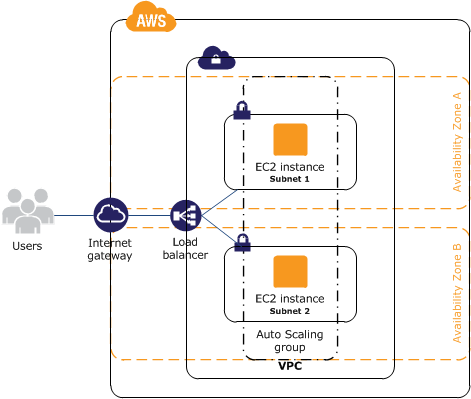 AWS
Availability Zone A
EC2 instance
Subnet 1
Users
Internet
gateway
Load
balancer
EC2 instance
Subnet 2
Availability Zone B
Auto Scaling
group
VPC